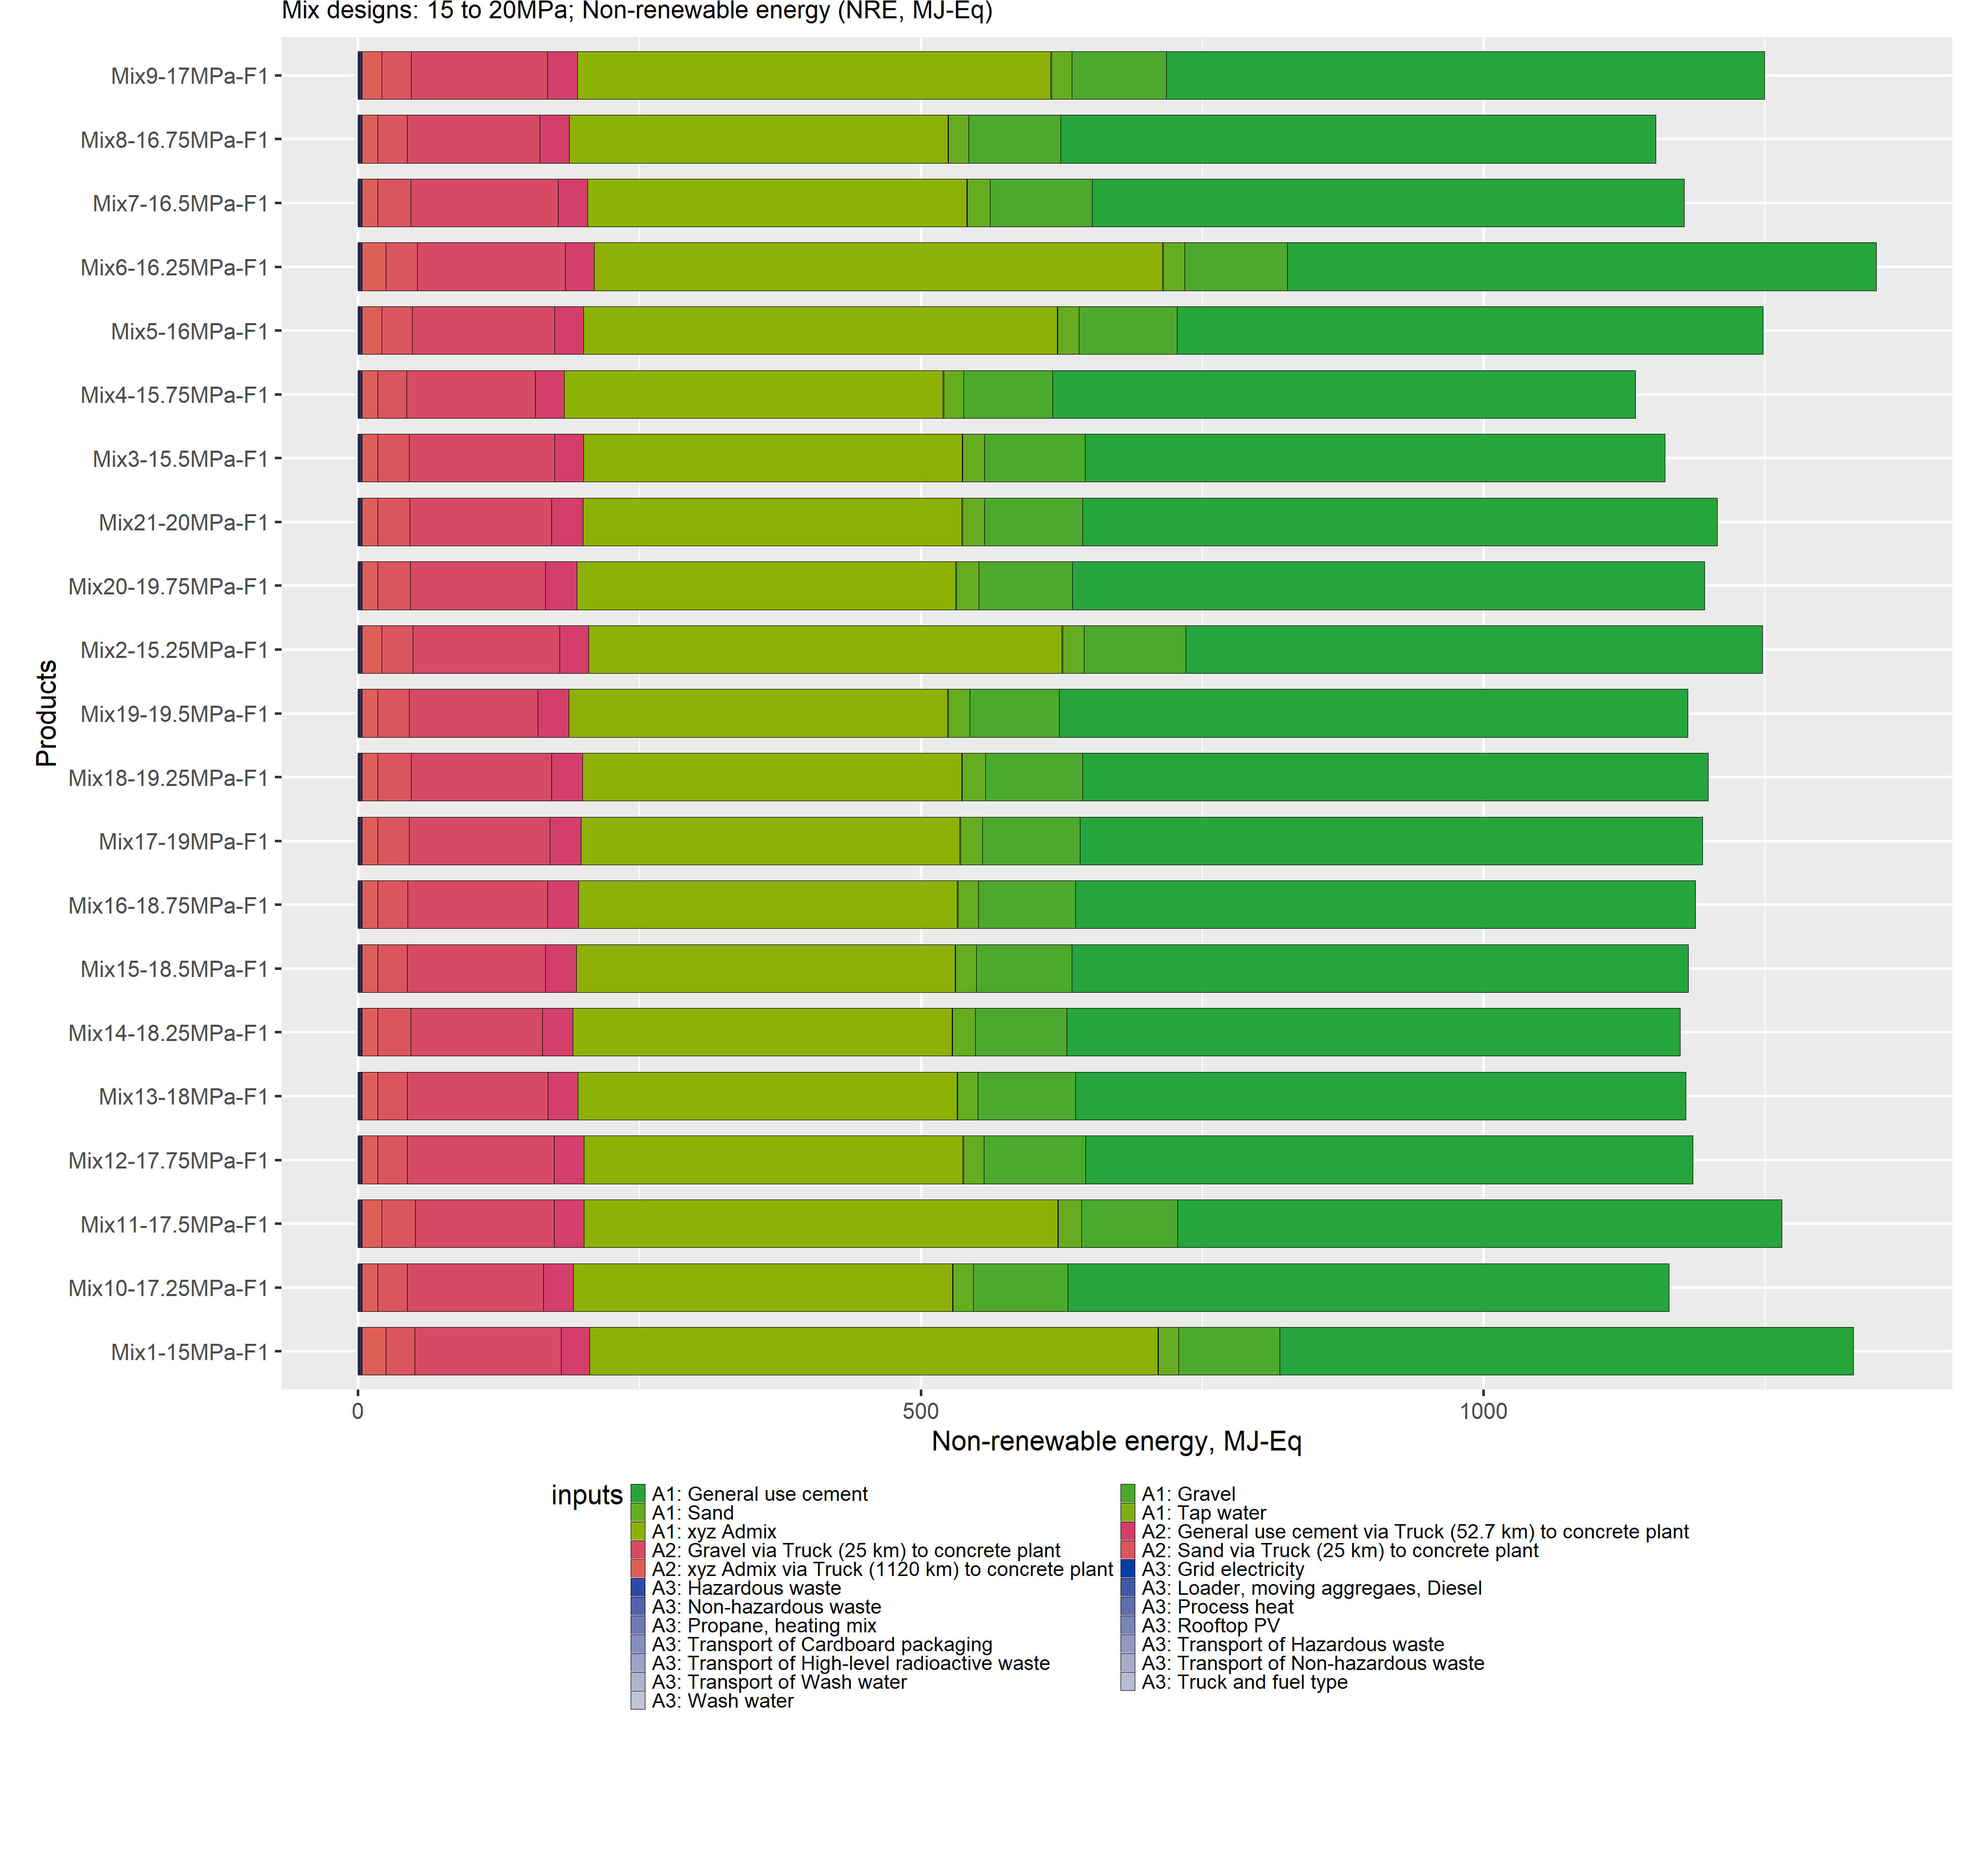 Mix designs: 15 to 20MPa; Non-renewable energy (NRE, MJ-Eq)
Products
Mix9-17MPa-F1
Mix8-16.75MPa-F1
Mix7-16.5MPa-F1
Mix6-16.25MPa-F1
Mix5-16MPa-F1
Mix4-15.75MPa-F1
Mix3-15.5MPa-F1
Mix21-20MPa-F1
Mix20-19.75MPa-F1
Mix2-15.25MPa-F1
Mix19-19.5MPa-F1
Mix18-19.25MPa-F1
Mix17-19MPa-F1
Mix16-18.75MPa-F1
Mix15-18.5MPa-F1
Mix14-18.25MPa-F1
Mix13-18MPa-F1
Mix12-17.75MPa-F1
Mix11-17.5MPa-F1
Mix10-17.25MPa-F1
Mix1-15MPa-F1
0 500 1000
Non-renewable energy, MJ-Eq
inputs
A1: General use cement A1: Gravel
A1: Sand A1: Tap water
A1: xyz Admix A2: General use cement via Truck (52.7 km) to concrete plant
A2: Gravel via Truck (25 km) to concrete plant A2: Sand via Truck (25 km) to concrete plant
A2: xyz Admix via Truck (1120 km) to concrete plant A3: Grid electricity
A3: Hazardous waste A3: Loader, moving aggregaes, Diesel
A3: Non-hazardous waste A3: Process heat
A3: Propane, heating mix A3: Rooftop PV
A3: Transport of Cardboard packaging A3: Transport of Hazardous waste
A3: Transport of High-level radioactive waste A3: Transport of Non-hazardous waste
A3: Transport of Wash water A3: Truck and fuel type
A3: Wash water